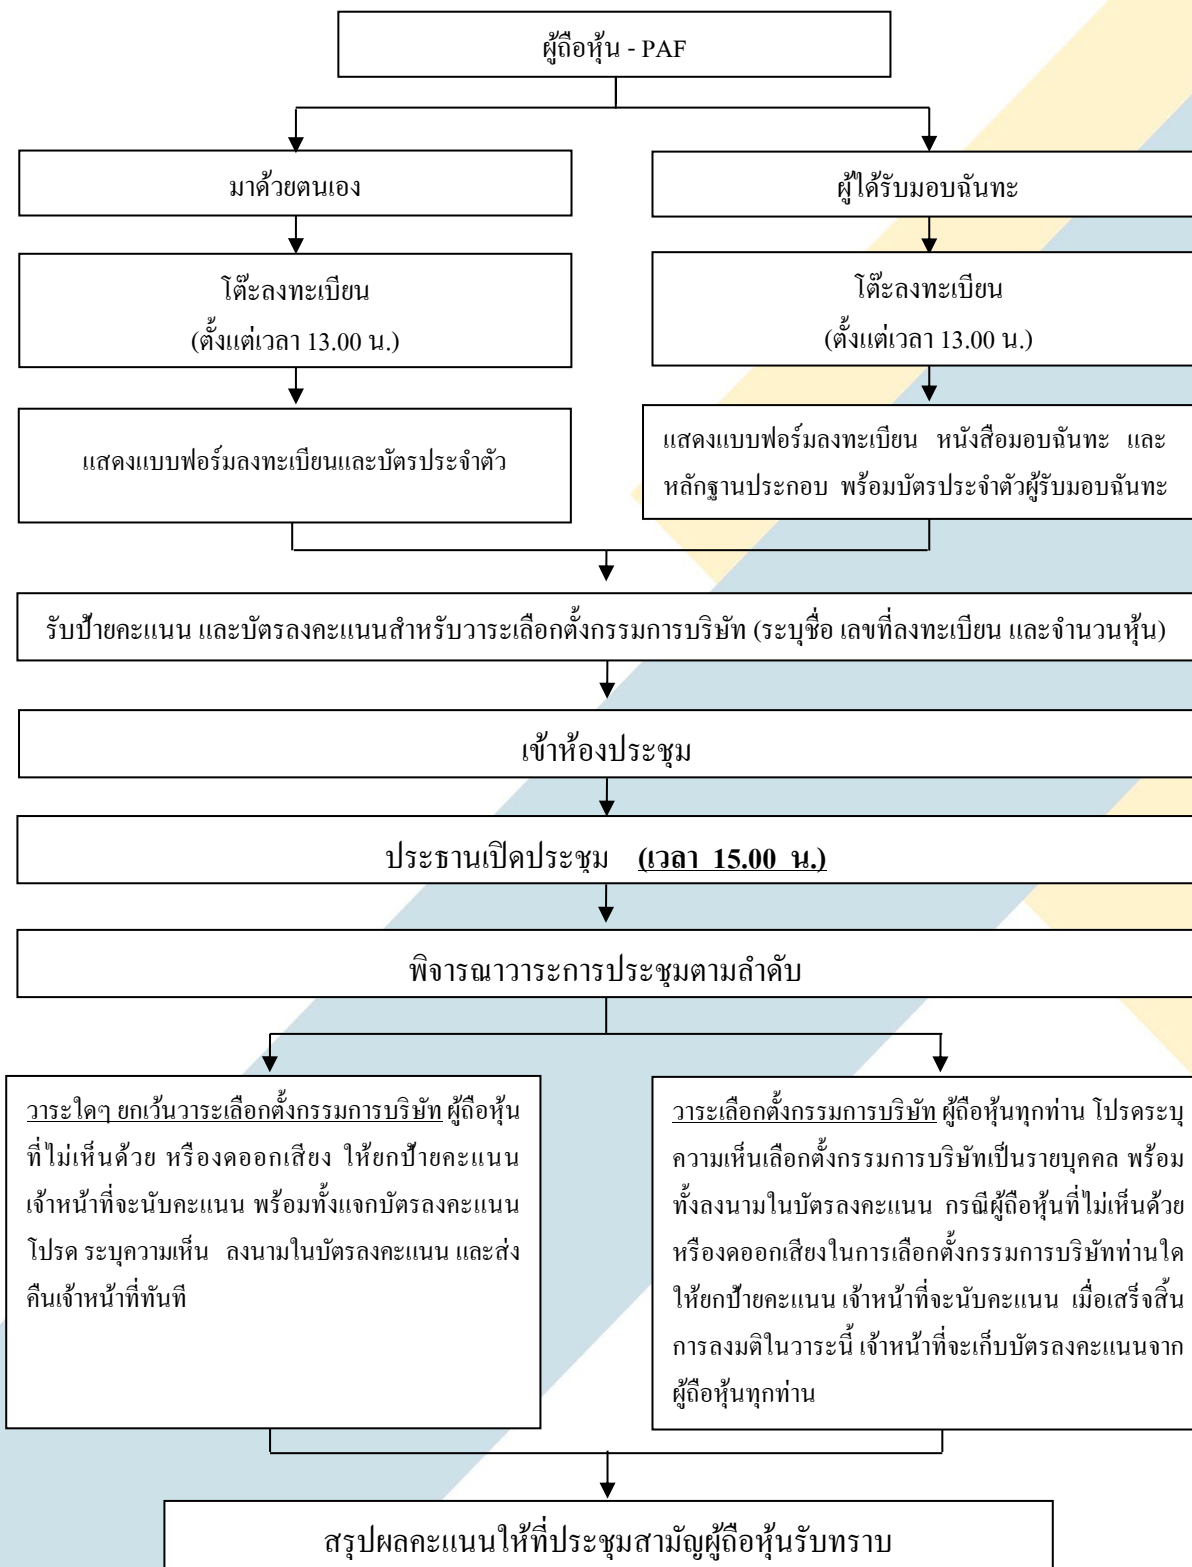 ผู้ถือหุ้น - PAF
มาด้วยตนเอง
ผู้ได้รับมอบฉันทะ
โต๊ะลงทะเบียน
(ตั้งแต่เวลา 13.00 น.)
โต๊ะลงทะเบียน
(ตั้งแต่เวลา 13.00 น.)
แสดงแบบฟอร์มลงทะเบียนและบัตรประจำตัว
แสดงแบบฟอร์มลงทะเบียน หนังสือมอบฉันทะ และ
หลักฐานประกอบ พร้อมบัตรประจำตัวผู้รับมอบฉันทะ
รับป้ายคะแนน และบัตรลงคะแนนสำหรับวาระเลือกตั้งกรรมการบริษัท (ระบุชื่อ เลขที่ลงทะเบียน และจำนวนหุ้น)
เข้าห้องประชุม
ประธานเปิดประชุม (เวลา 15.00 น.)
พิจารณาวาระการประชุมตามลำดับ
วาระใดๆ ยกเว้นวาระเลือกตั้งกรรมการบริษัท ผู้ถือหุ้น
ที่ไม่เห็นด้วย หรืองดออกเสียง ให้ยกป้ายคะแนน
เจ้าหน้าที่จะนับคะแนน พร้อมทั้งแจกบัตรลงคะแนน
โปรด ระบุความเห็น ลงนามในบัตรลงคะแนน และส่ง
คืนเจ้าหน้าที่ทันที
วาระเลือกตั้งกรรมการบริษัท ผู้ถือหุ้นทุกท่าน โปรดระบุ
ความเห็นเลือกตั้งกรรมการบริษัทเป็นรายบุคคล พร้อม
ทั้งลงนามในบัตรลงคะแนน กรณีผู้ถือหุ้นที่ไม่เห็นด้วย
หรืองดออกเสียงในการเลือกตั้งกรรมการบริษัทท่านใด
ให้ยกป้ายคะแนน เจ้าหน้าที่จะนับคะแนน เมื่อเสร็จสิ้น
การลงมติในวาระนี้ เจ้าหน้าที่จะเก็บบัตรลงคะแนนจาก
ผู้ถือหุ้นทุกท่าน
สรุปผลคะแนนให้ที่ประชุมสามัญผู้ถือหุ้นรับทราบ